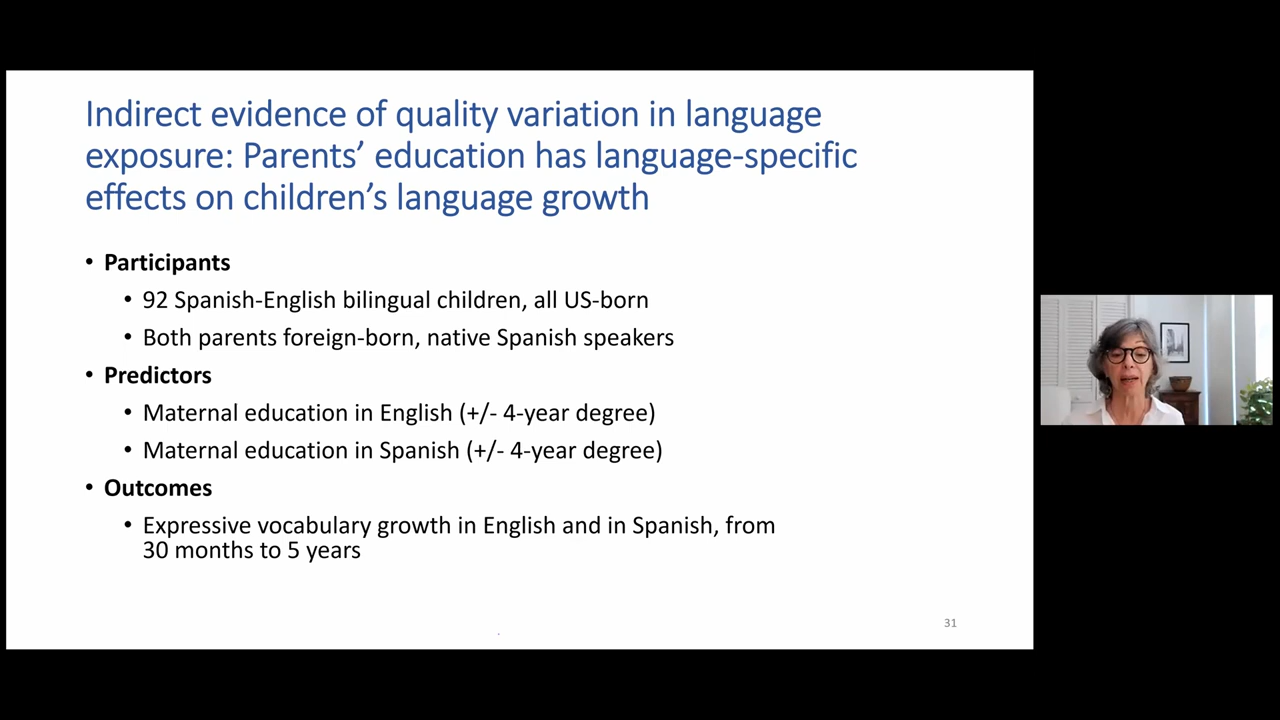 Indirect evidence of quality variation in language
exposure: Parents’ education has language-specific
effects on children’s language growth
• Participants
• 92 Spanish-English bilingual children, all US-born
• Both parents foreign-born, native Spanish speakers
• Predictors
• Maternal education in English (+/- 4-year degree)
• Maternal education in Spanish (+/- 4-year degree)
• Outcomes
• Expressive vocabulary growth in English and in Spanish, from
30 months to 5 years
31
.